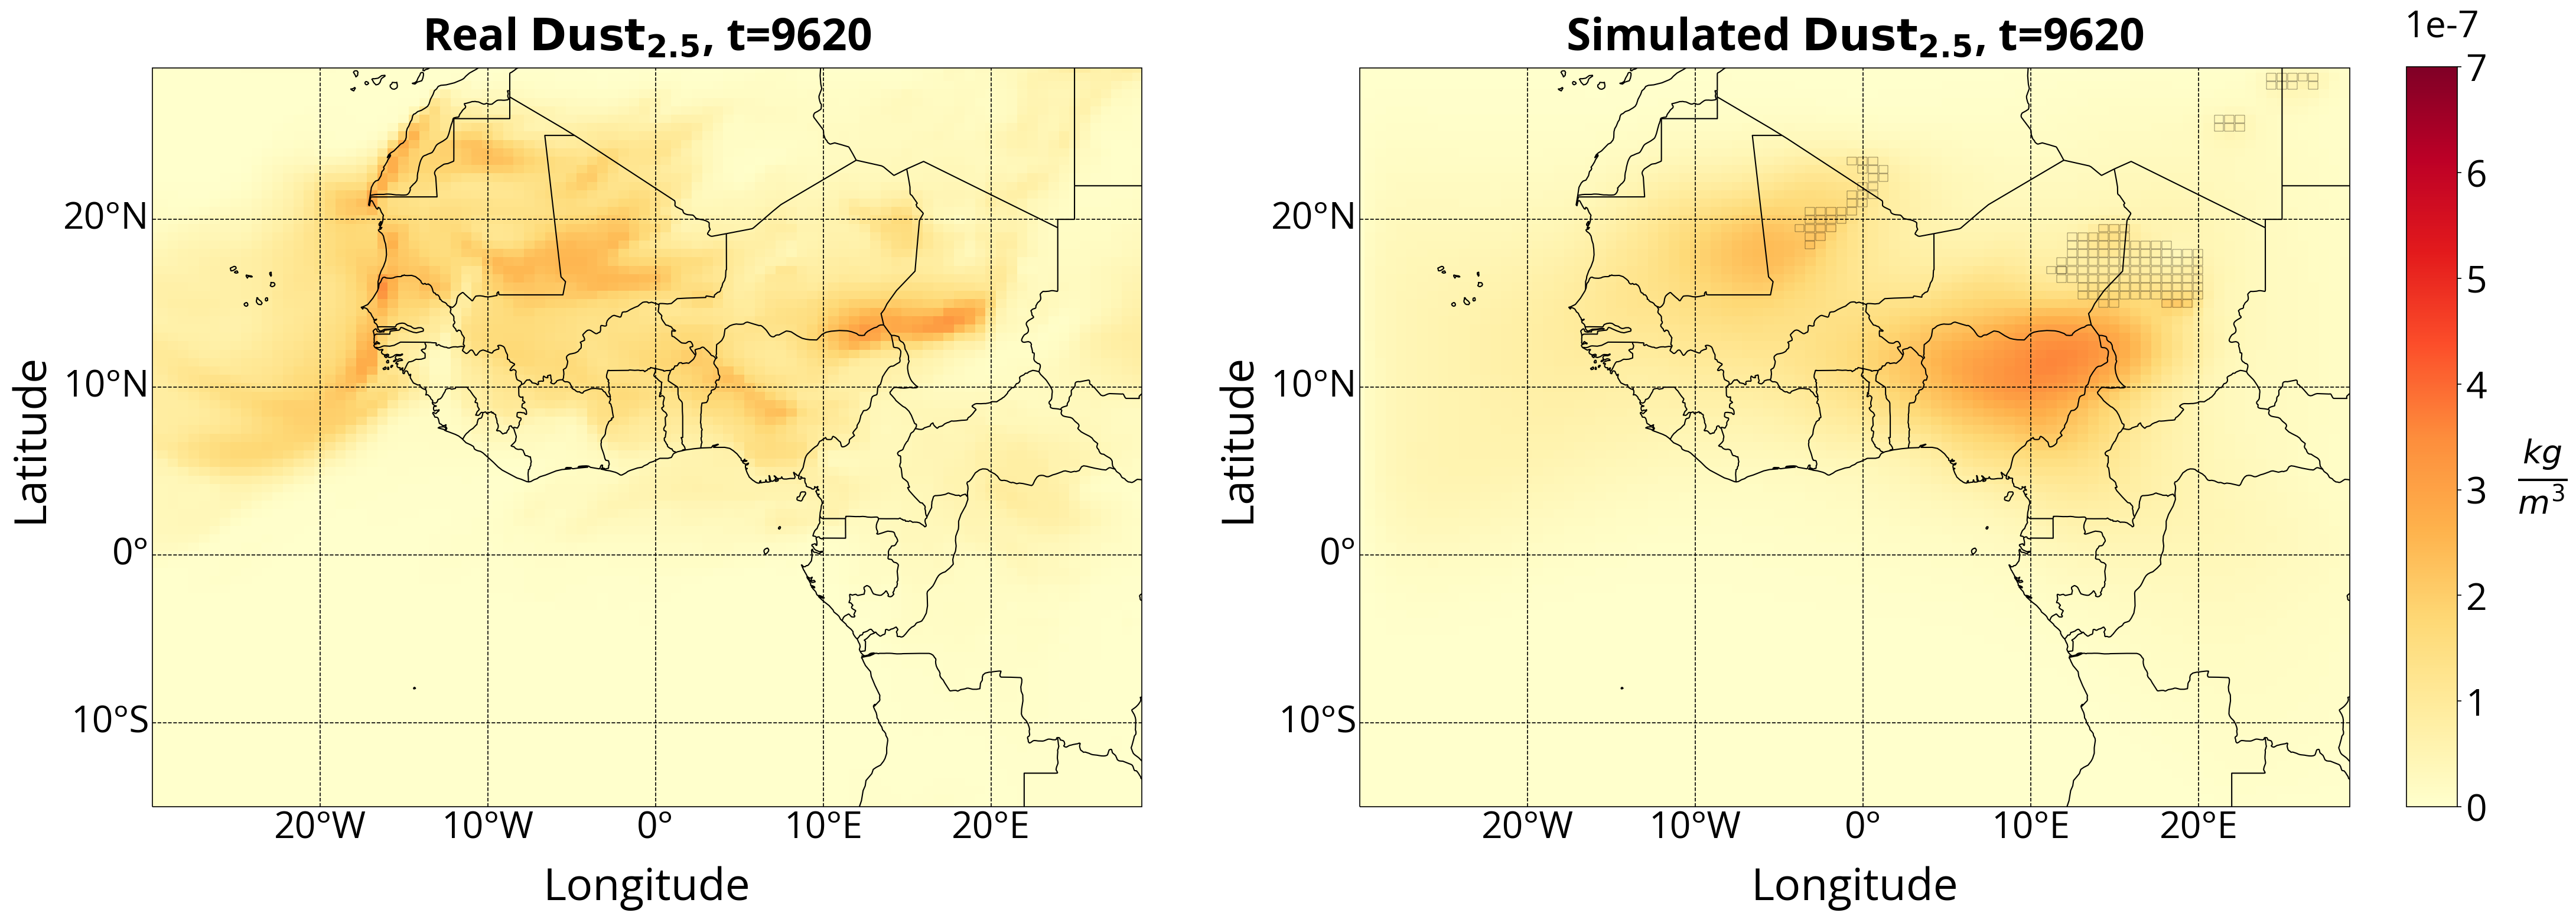 Real Dust2.5, t=9620
Simulated Dust2.5, t=9620
1e-7
20°N
10°N
0°
10°S
Latitude
20°W 10°W 0° 10°E 20°E
Longitude
20°N
10°N
0°
10°S
Latitude
20°W 10°W 0° 10°E 20°E
Longitude
7
6
5
4
3
2
1
0
kg
m³